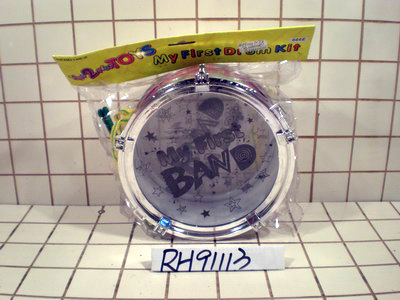 TOYS
My First Drum Kit
My First
BAND
RH91113